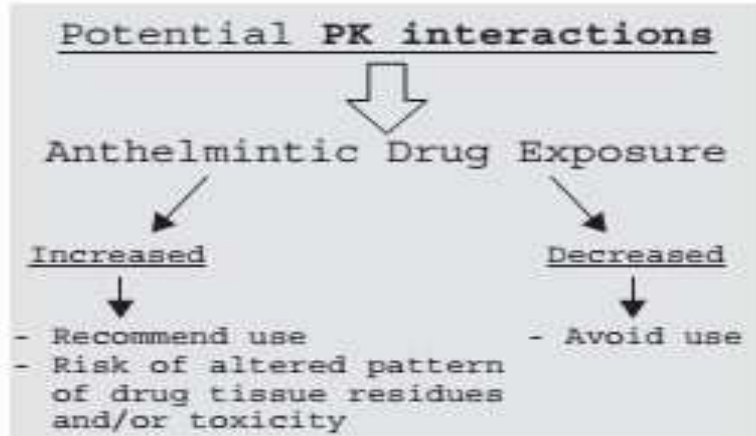 Potential PK interactions
Anthelmintic Drug Exposure
Increased
- Recommend use
- Risk of altered pattern
of drug tissue residues
and/or toxicity
Decreased
- Avoid use